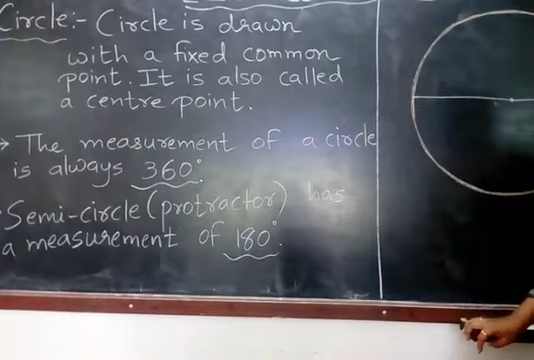 Circle:- Circle is drawn
with a fixed common
point. It is also called
a centre point.
→ The measurement of a circle
is always 360°.
Semi-circle (protractor) has
a measurement of 180°.